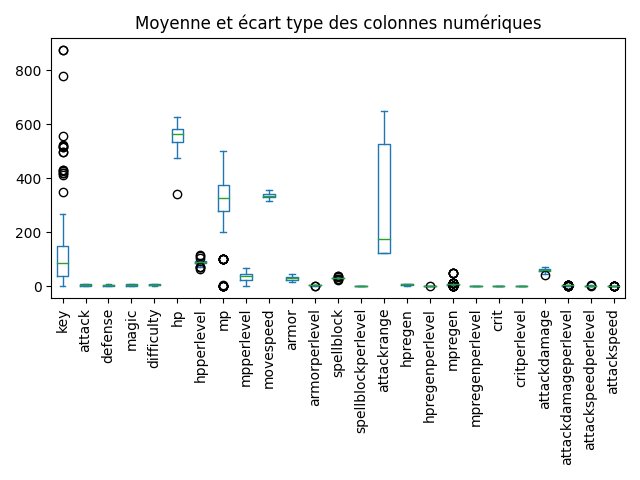 Moyenne et écart type des colonnes numériques
800
600
400
200
0
key
attack
defense
magic
difficulty
hp
hpperlevel
mp
mpperlevel
movespeed
armor
armorperlevel
spellblock
spellblockperlevel
attackrange
hpregen
hpregenperlevel
mpregen
mpregenperlevel
crit
critperlevel
attackdamage
attackdamageperlevel
attackspeedperlevel
attackspeed